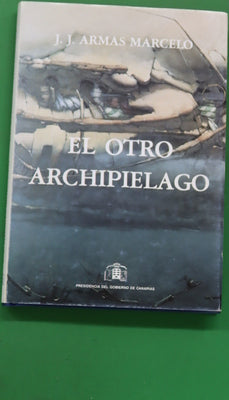 J. J. ARMAS MARCELO
EL OTRO
ARCHIPIELAGO
PRESIDENCIA DEL GOBIERNO DE CANARIAS